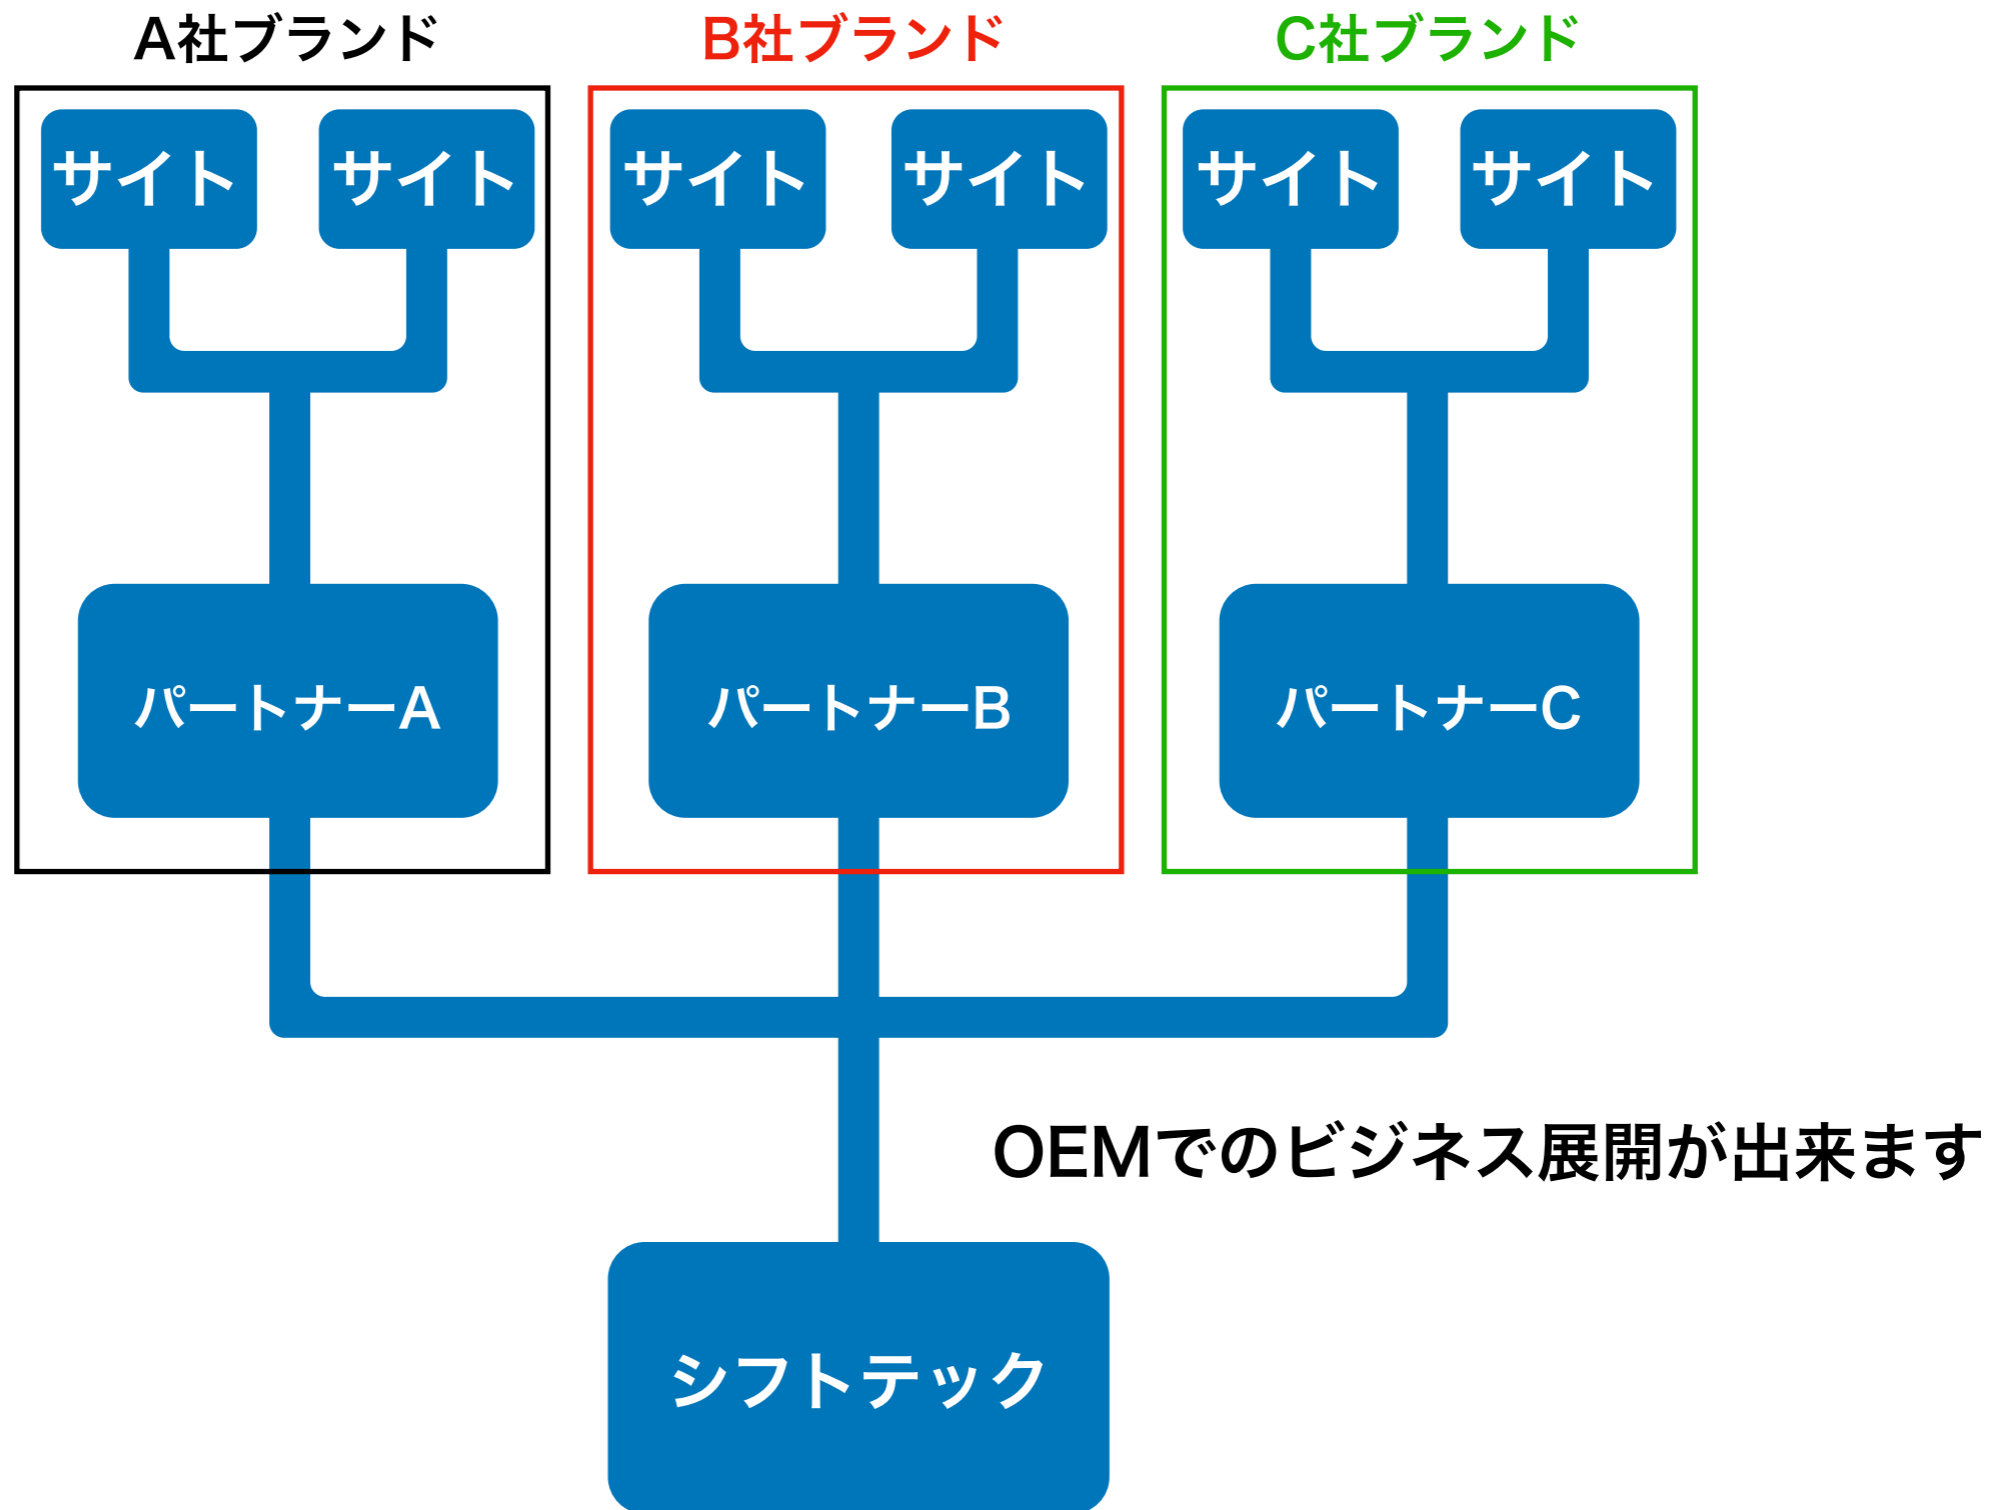 A社ブランド
B社ブランド
C社ブランド
サイト
サイト
サイト
サイト
サイト
サイト
パートナーA
パートナーB
パートナーC
OEMでのビジネス展開が出来ます
シフトテック